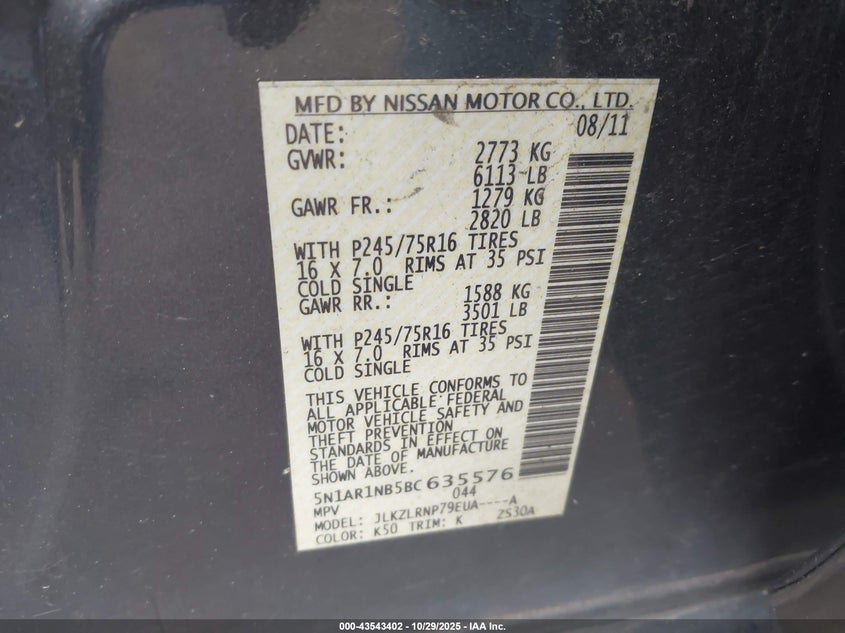 MFD BY NISSAN MOTOR CO., LTD.
DATE: 08/11
GVWR: 2773 KG
6113 LB
GAWR FR.: 1279 KG
2820 LB
WITH P245/75R16 TIRES
16 X 7.0 RIMS AT 35 PSI
COLD SINGLE
GAWR RR.: 1588 KG
3501 LB
WITH P245/75R16 TIRES
16 X 7.0 RIMS AT 35 PSI
COLD SINGLE
THIS VEHICLE CONFORMS TO
ALL APPLICABLE FEDERAL
MOTOR VEHICLE SAFETY AND
THEFT PREVENTION
STANDARDS IN EFFECT ON
THE DATE OF MANUFACTURE
SHOWN ABOVE.
5N1AR1NB5BC635576
MPV 044
MODEL: JLKZLRNP79EUA----A
COLOR: K50 TRIM: K ZS30A
000-43543402 - 10/29/2025 - IAA Inc.